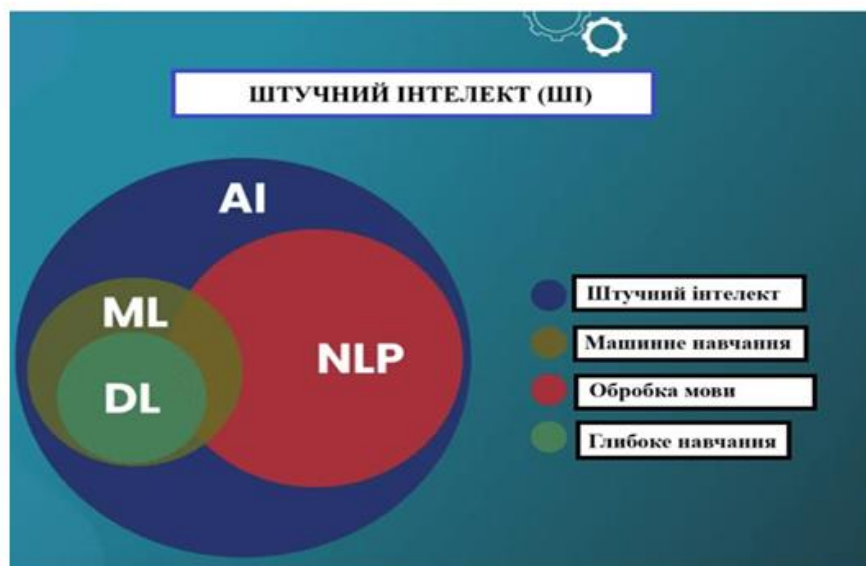 ШТУЧНИЙ ІНТЕЛЕКТ (ШІ)
AI
ML
NLP
DL
Штучний інтелект
Машинне навчання
Обробка мови
Глибоке навчання